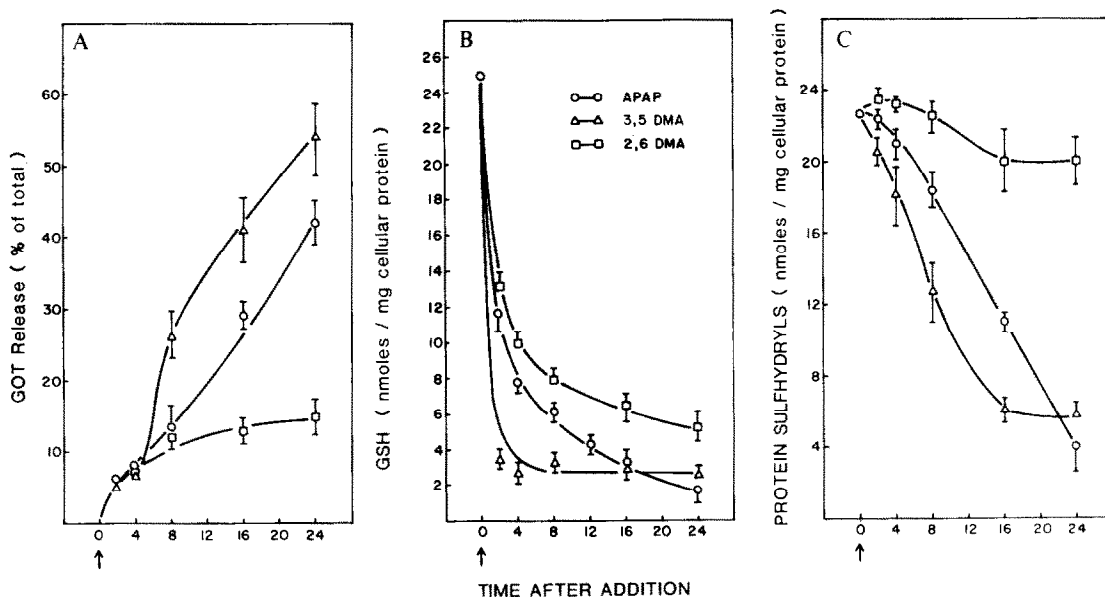 A
GOT Release ( % of total )
60
50
40
30
20
10
0 4 8 12 16 20 24
B
GSH ( nmoles / mg cellular protein )
26
24
22
20
18
16
14
12
10
8
6
4
2
APAP
3,5 DMA
2,6 DMA
0 4 8 12 16 20 24
C
PROTEIN SULFHYDRYLS ( nmoles / mg cellular protein )
24
20
16
12
8
4
0 4 8 12 16 20 24
TIME AFTER ADDITION